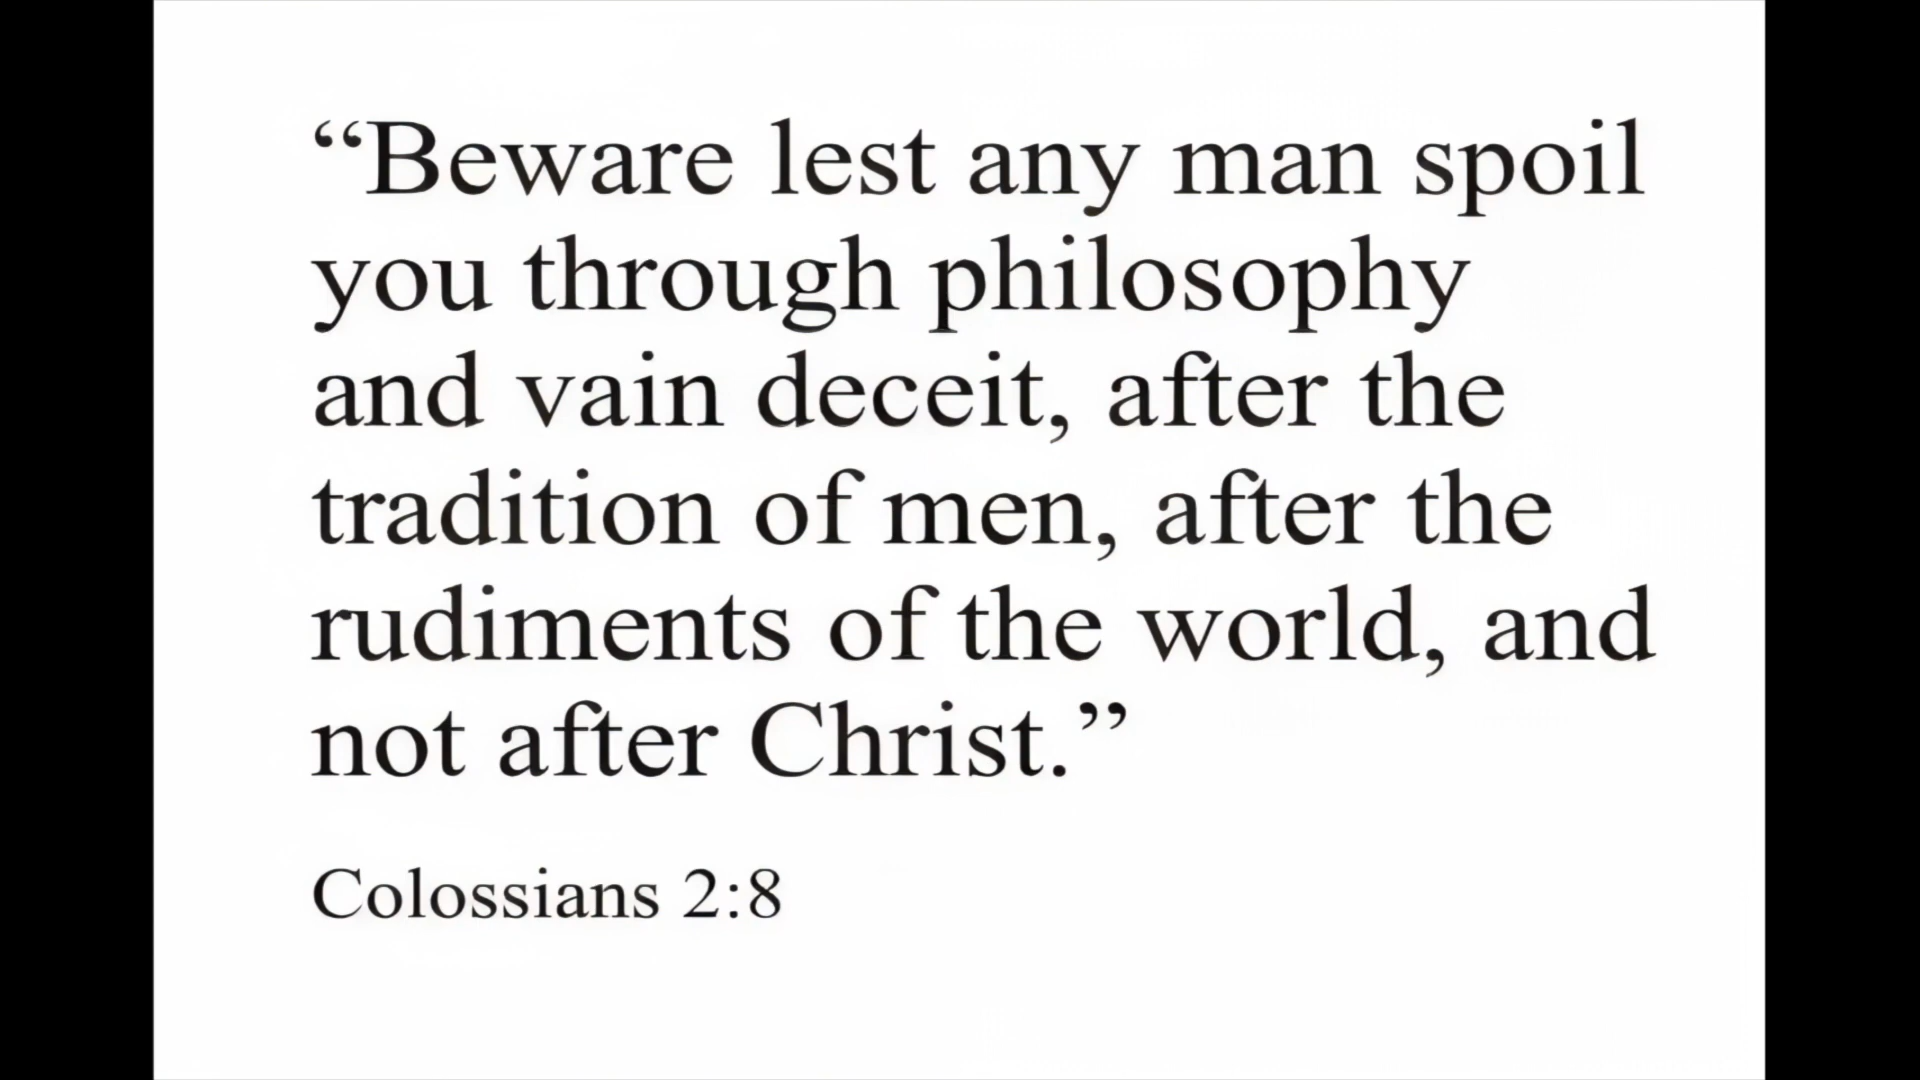 “Beware lest any man spoil
you through philosophy
and vain deceit, after the
tradition of men, after the
rudiments of the world, and
not after Christ.”
Colossians 2:8